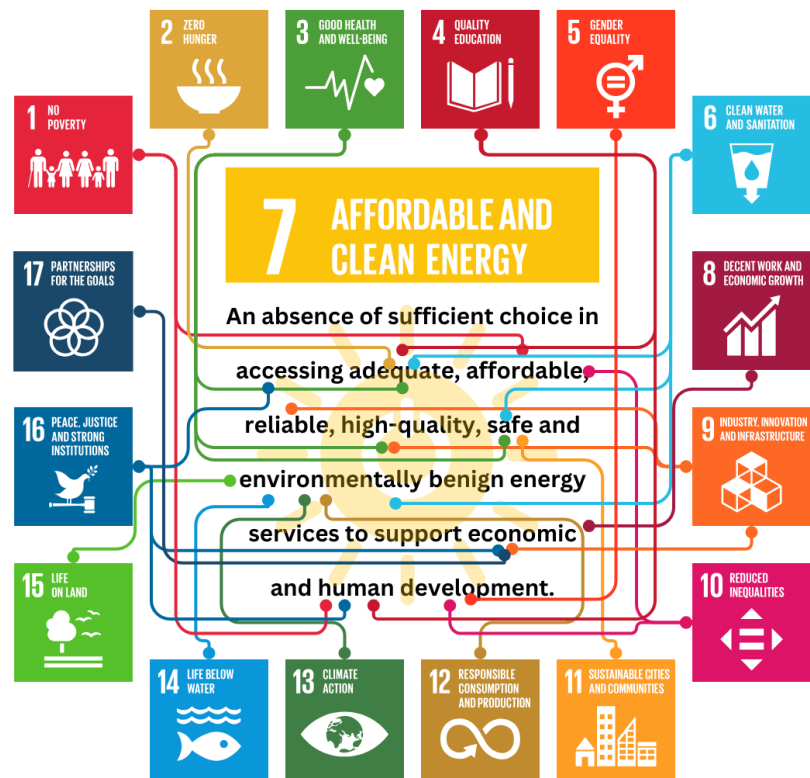 2 ZERO
HUNGER
3 GOOD HEALTH
AND WELL-BEING
4 QUALITY
EDUCATION
5 GENDER
EQUALITY
1 NO
POVERTY
6 CLEAN WATER
AND SANITATION
7 AFFORDABLE AND
CLEAN ENERGY
17 PARTNERSHIPS
FOR THE GOALS
8 DECENT WORK AND
ECONOMIC GROWTH
An absence of sufficient choice in
accessing adequate, affordable,
reliable, high-quality, safe and
environmentally benign energy
services to support economic
and human development.
16 PEACE, JUSTICE
AND STRONG
INSTITUTIONS
9 INDUSTRY, INNOVATION
AND INFRASTRUCTURE
15 LIFE
ON LAND
10 REDUCED
INEQUALITIES
14 LIFE BELOW
WATER
13 CLIMATE
ACTION
12 RESPONSIBLE
CONSUMPTION
AND PRODUCTION
11 SUSTAINABLE CITIES
AND COMMUNITIES